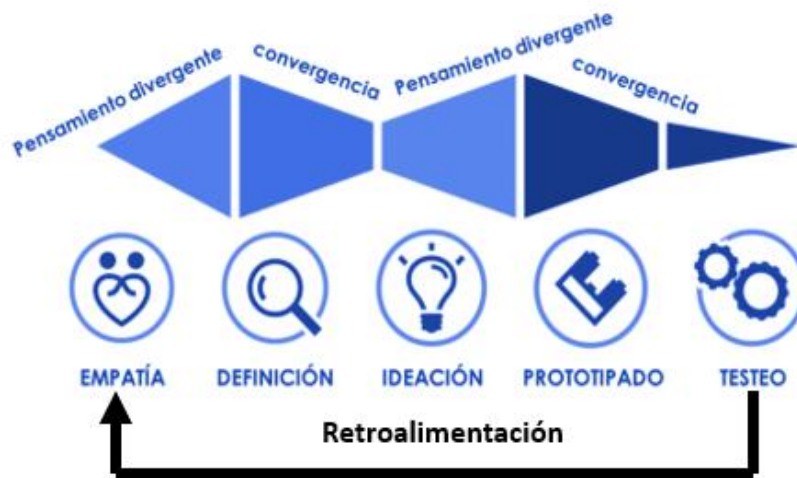 Pensamiento divergente
convergencia
Pensamiento divergente
convergencia
EMPATÍA
DEFINICIÓN
IDEACIÓN
PROTOTIPADO
TESTEO
Retroalimentación